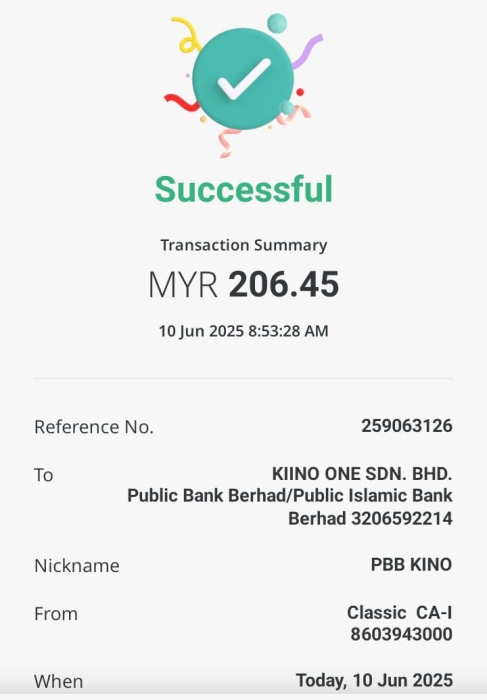 Successful
Transaction Summary
MYR 206.45
10 Jun 2025 8:53:28 AM
Reference No. 259063126
To KIINO ONE SDN. BHD.
Public Bank Berhad/Public Islamic Bank
Berhad 3206592214
Nickname PBB KINO
From Classic CA-I
8603943000
When Today, 10 Jun 2025